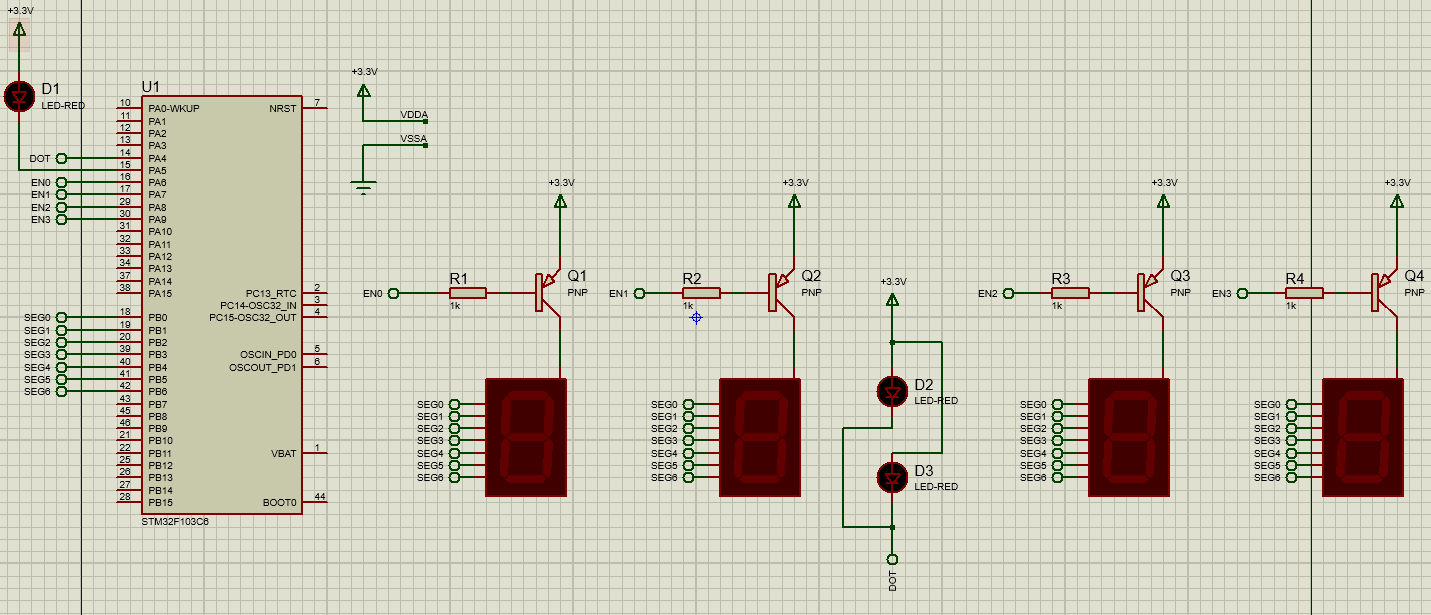 +3.3V
D1
LED-RED
U1
10 PA0-WKUP NRST 7
11 PA1
12 PA2
13 PA3
DOT 14 PA4
15 PA5
EN0 16 PA6
EN1 17 PA7
EN2 29 PA8
EN3 30 PA9
31 PA10
32 PA11
33 PA12
34 PA13
37 PA14
38 PA15
PC13_RTC 2
PC14-OSC32_IN 3
PC15-OSC32_OUT 4
SEG0 18 PB0
SEG1 19 PB1
SEG2 20 PB2
SEG3 39 PB3 OSCIN_PD0 5
SEG4 40 PB4 OSCOUT_PD1 6
SEG5 41 PB5
SEG6 42 PB6
43 PB7
45 PB8
46 PB9
21 PB10
22 PB11 VBAT 1
25 PB12
26 PB13
27 PB14
28 PB15 BOOT0 44
STM32F103C6
+3.3V
VDDA
VSSA
+3.3V
EN0 R1 Q1
1k PNP
SEG0
SEG1
SEG2
SEG3
SEG4
SEG5
SEG6
+3.3V
EN1 R2 Q2
1k PNP
SEG0
SEG1
SEG2
SEG3
SEG4
SEG5
SEG6
+3.3V
D2
LED-RED
D3
LED-RED
DOT
+3.3V
EN2 R3 Q3
1k PNP
SEG0
SEG1
SEG2
SEG3
SEG4
SEG5
SEG6
+3.3V
EN3 R4 Q4
1k PNP
SEG0
SEG1
SEG2
SEG3
SEG4
SEG5
SEG6